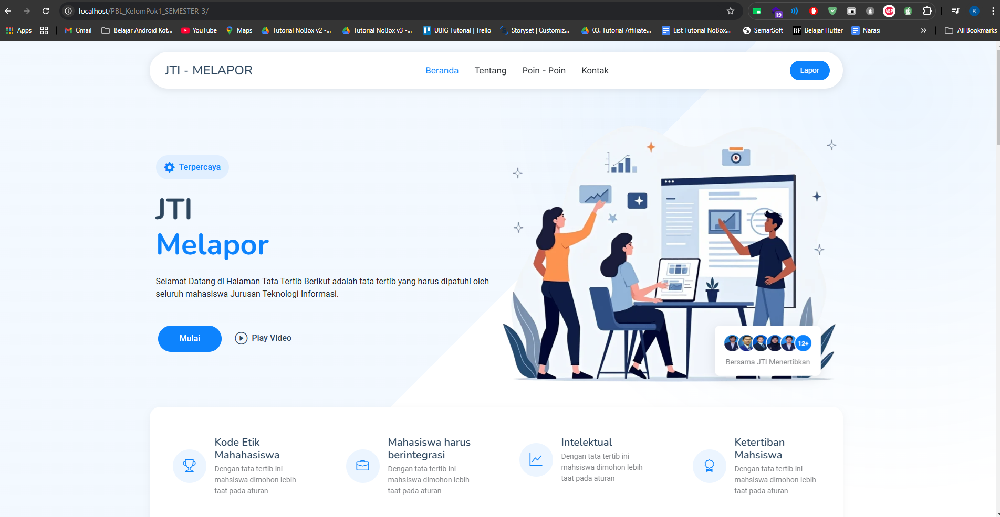 localhost/PBL_KelomPok1_SEMESTER-3/
19
ABP
R
Apps
Gmail
Belajar Android Kot...
YouTube
Maps
Tutorial NoBox v2 -...
Tutorial NoBox v3 -...
UBIG Tutorial | Trello
Storyset | Customiz...
03. Tutorial Affiliate...
List Tutorial NoBox...
SemarSoft
BF
Belajar Flutter
Narasi
All Bookmarks
JTI - MELAPOR
Beranda
Tentang
Poin - Poin
Kontak
Lapor
Terpercaya
JTI
Melapor
Selamat Datang di Halaman Tata Tertib Berikut adalah tata tertib yang harus dipatuhi oleh
seluruh mahasiswa Jurusan Teknologi Informasi.
Mulai
Play Video
12+
Bersama JTI Menertibkan
Kode Etik
Mahahasiswa
Dengan tata tertib ini
mahsiswa dimohon lebih
taat pada aturan
Mahasiswa harus
berintegrasi
Dengan tata tertib ini
mahsiswa dimohon lebih
taat pada aturan
Intelektual
Dengan tata tertib ini
mahsiswa dimohon lebih
taat pada aturan
Ketertiban
Mahsiswa
Dengan tata tertib ini
mahsiswa dimohon lebih
taat pada aturan